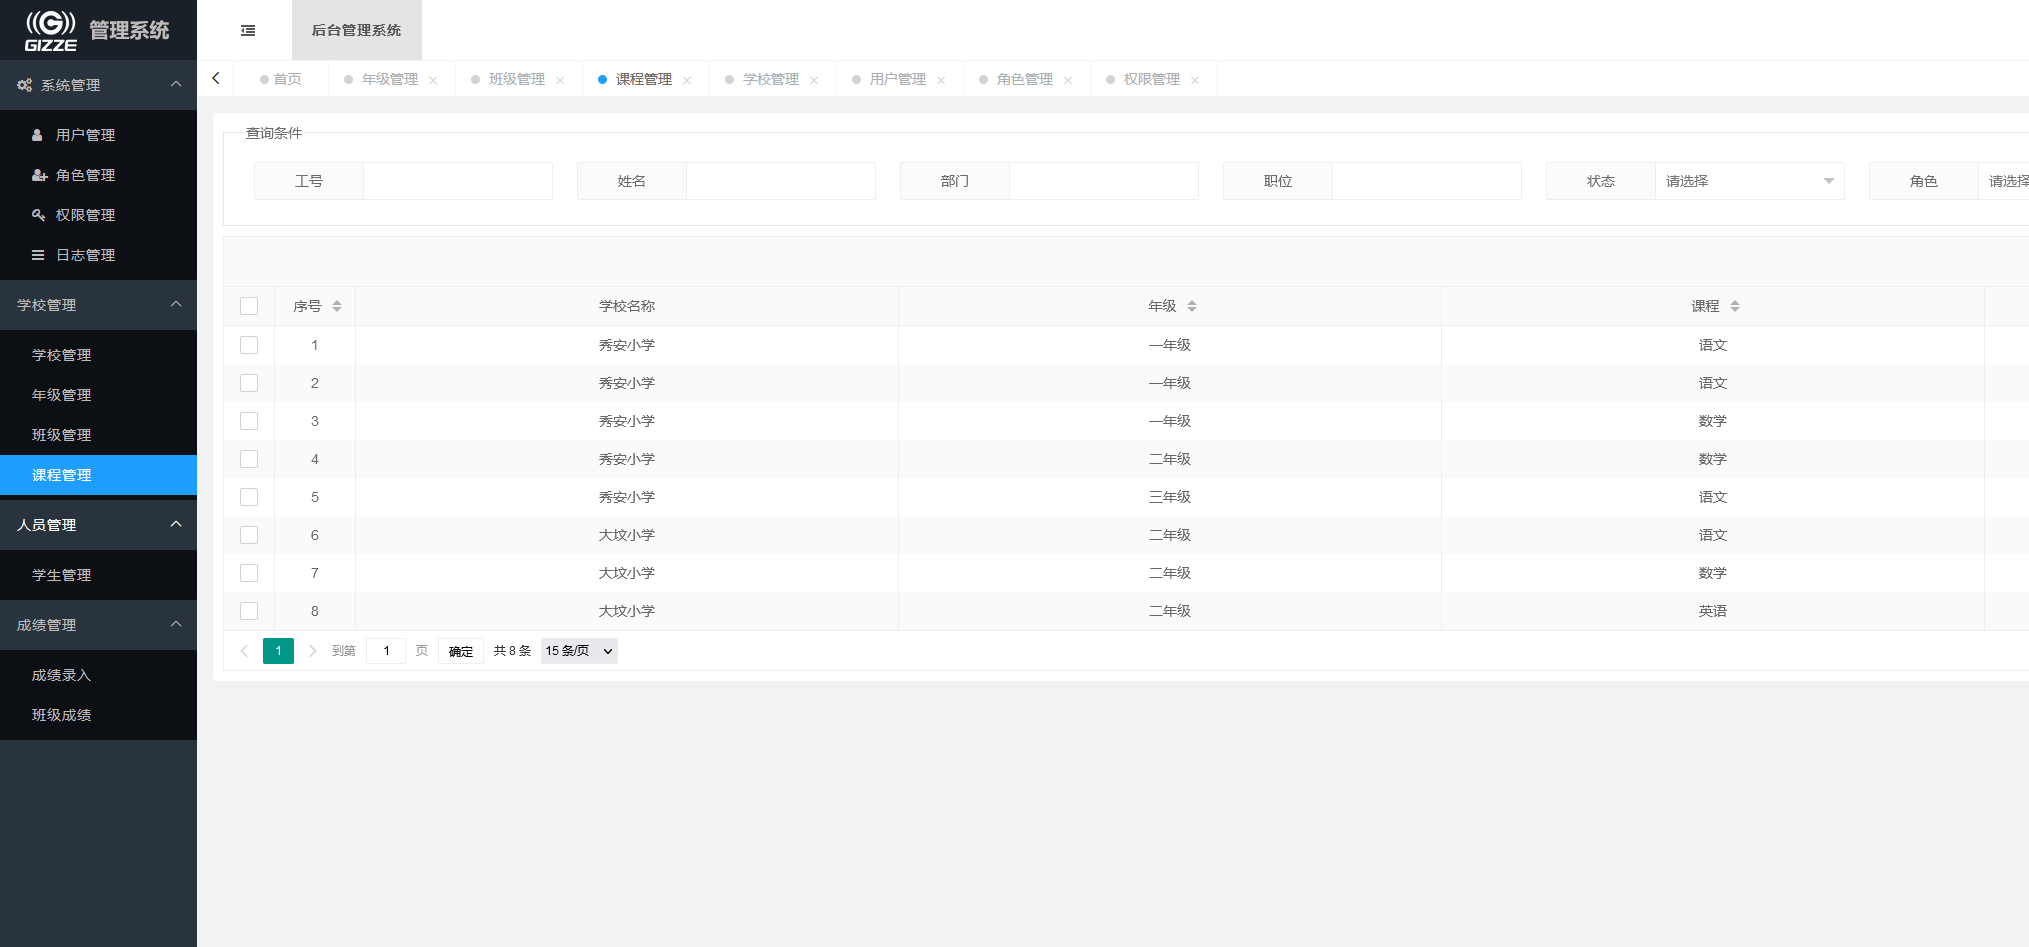 GIZZE 管理系统
后台管理系统
系统管理
用户管理
角色管理
权限管理
日志管理
学校管理
学校管理
年级管理
班级管理
课程管理
人员管理
学生管理
成绩管理
成绩录入
班级成绩
首页 年级管理 班级管理 课程管理 学校管理 用户管理 角色管理 权限管理
查询条件
工号 姓名 部门 职位 状态 请选择 角色 请选择
序号 学校名称 年级 课程
1 秀安小学 一年级 语文
2 秀安小学 一年级 语文
3 秀安小学 一年级 数学
4 秀安小学 二年级 数学
5 秀安小学 三年级 语文
6 大坟小学 二年级 语文
7 大坟小学 二年级 数学
8 大坟小学 二年级 英语
1 到第 1 页 确定 共 8 条 15 条/页